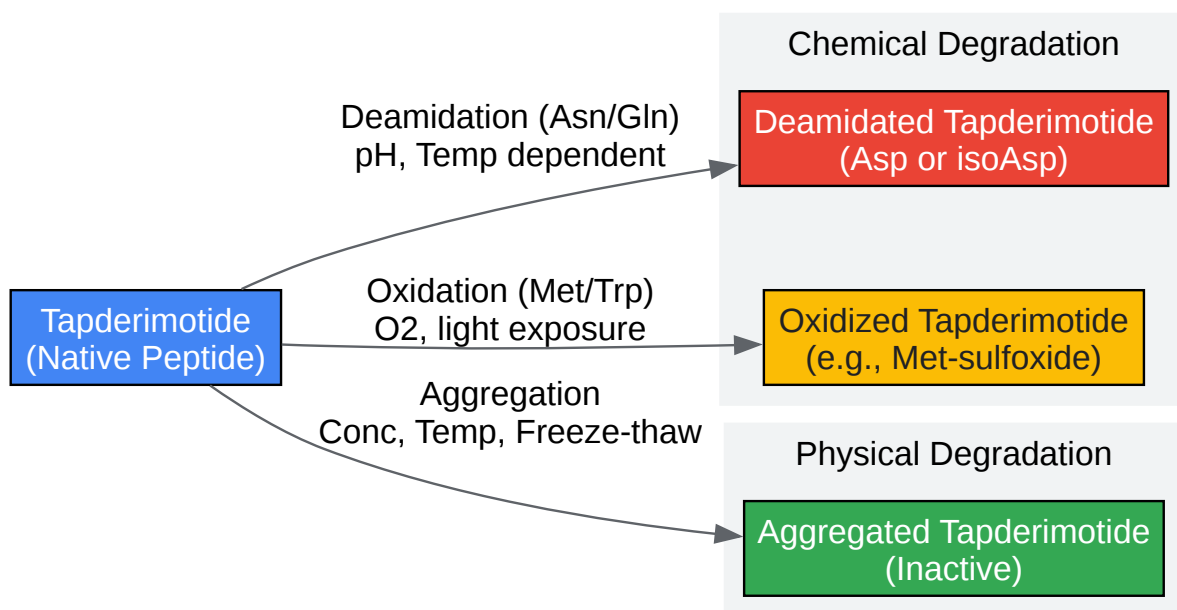 Chemical Degradation
Deamidation (Asn/Gln)
pH, Temp dependent
Deamidated Tapderimotide
(Asp or isoAsp)
Tapderimotide
(Native Peptide)
Oxidation (Met/Trp)
O2, light exposure
Oxidized Tapderimotide
(e.g., Met-sulfoxide)
Aggregation
Conc, Temp, Freeze-thaw
Physical Degradation
Aggregated Tapderimotide
(Inactive)